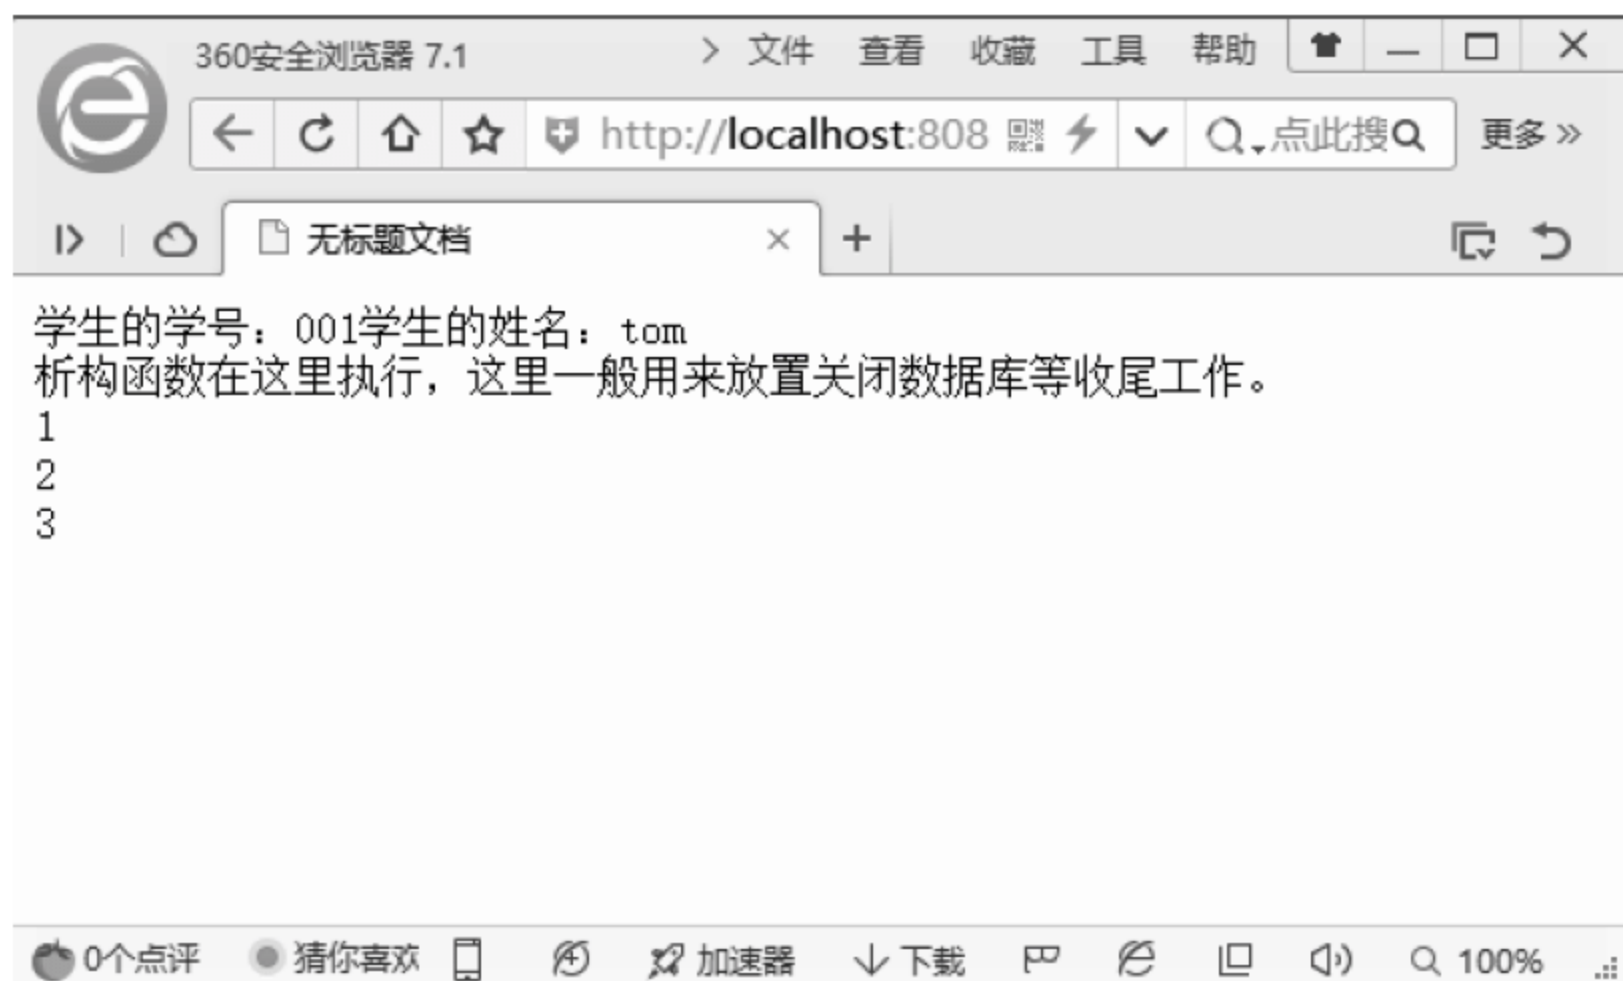 360安全浏览器 7.1 > 文件 查看 收藏 工具 帮助
http://localhost:808 点此搜 更多 »
无标题文档
学生的学号：001学生的姓名：tom
析构函数在这里执行，这里一般用来放置关闭数据库等收尾工作。
1
2
3
0个点评 猜你喜欢 加速器 下载 100%